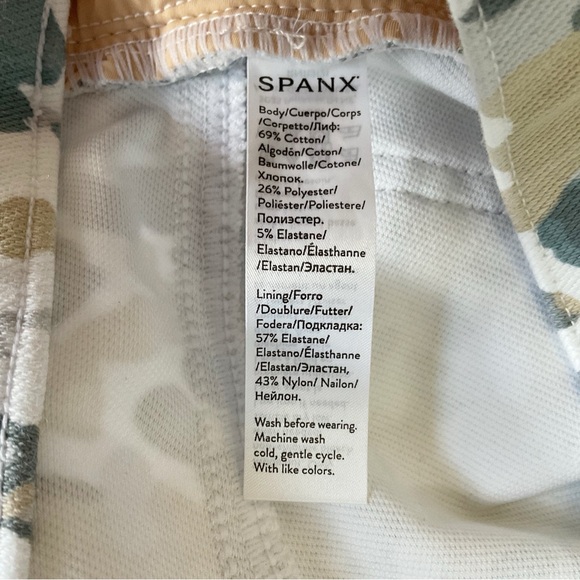 SPANX
Body/Cuerpo/Corps
/Corpetto/Лиф:
69% Cotton/
Algodón/Coton/
Baumwolle/Cotone/
Хлопок.
26% Polyester/
Poliéster/Poliestere/
Полиэстер.
5% Elastane/
Elastano/Élasthanne
/Elastan/Эластан.
Lining/Forro
/Doublure/Futter/
Fodera/Подкладка:
57% Elastane/
Elastano/Élasthanne
/Elastan/Эластан,
43% Nylon/ Nailon/
Нейлон.
Wash before wearing.
Machine wash
cold, gentle cycle.
With like colors.